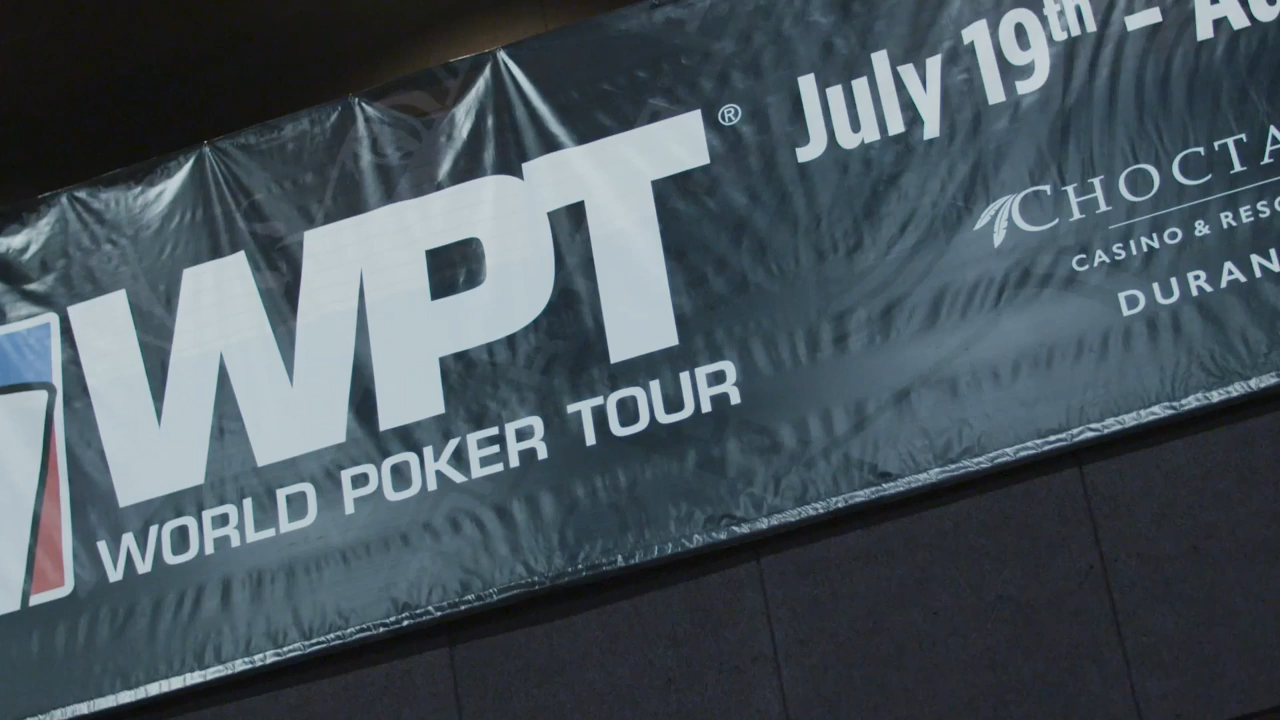 WPT®
WORLD POKER TOUR
July 19th –
CHOCTA
CASINO & RESO
DURAN